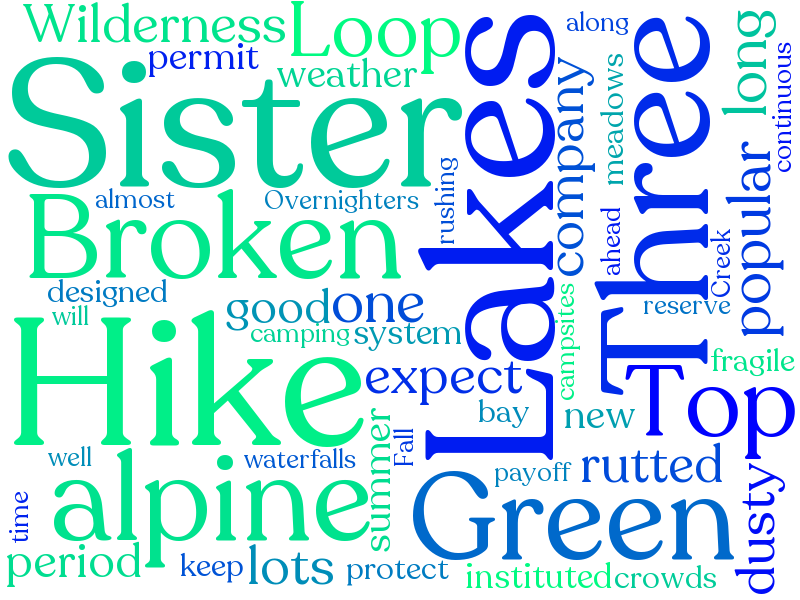 Wilderness
Loop
permit
weather
Sister
almost
Overnighters
Broken
designed
will
good
one
camping
system
Hike
expect
bay
new
well
waterfalls
alpine
Green
payoff
rutted
Top
fragile
reserve
period
keep
lots
protect
instituted
crowds
time
summer
Fall
Lakes
rushing
company
along
meadows
ahead
campsites
Three
Creek
popular
long
continuous
dusty